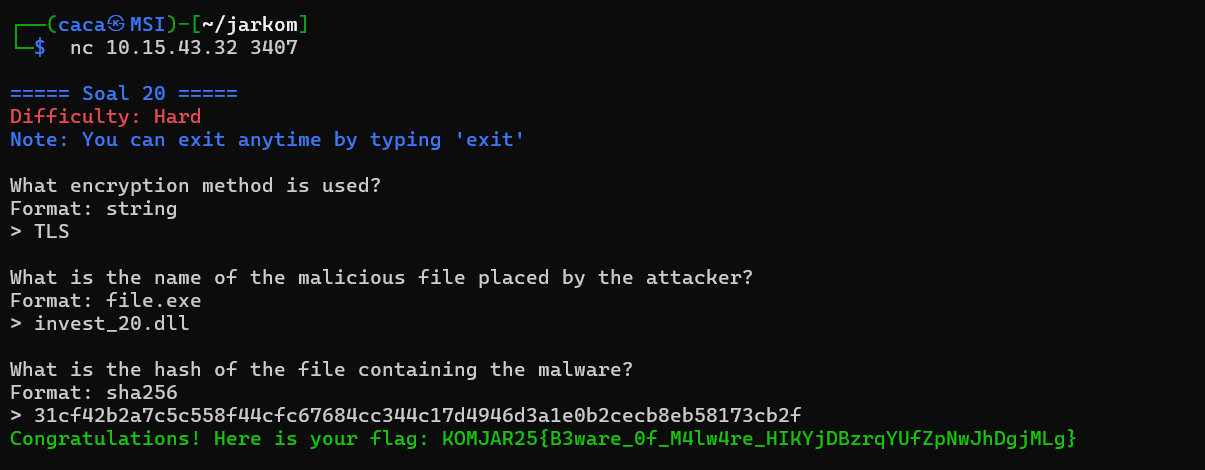 ┌──(caca㉿MSI)-[~/jarkom]
└─$ nc 10.15.43.32 3407
===== Soal 20 =====
Difficulty: Hard
Note: You can exit anytime by typing 'exit'
What encryption method is used?
Format: string
> TLS
What is the name of the malicious file placed by the attacker?
Format: file.exe
> invest_20.dll
What is the hash of the file containing the malware?
Format: sha256
> 31cf42b2a7c5c558f44cfc67684cc344c17d4946d3a1e0b2cecb8eb58173cb2f
Congratulations! Here is your flag: KOMJAR25{B3ware_0f_M4lw4re_HIKYjDBzrqYUfZpNwJhDgjMLg}